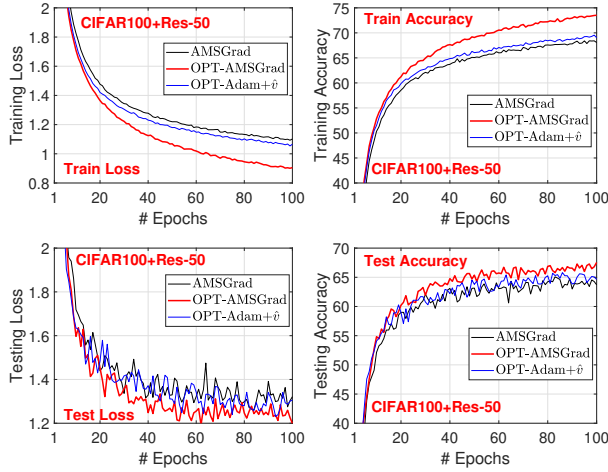 2
1.8
1.6
1.4
1.2
1
0.8
Training Loss
CIFAR100+Res-50
AMSGrad
OPT-AMSGrad
OPT-Adam+v̂
Train Loss
1 20 40 60 80 100
# Epochs
75
70
65
60
55
50
45
40
Training Accuracy
Train Accuracy
AMSGrad
OPT-AMSGrad
OPT-Adam+v̂
CIFAR100+Res-50
1 20 40 60 80 100
# Epochs
2
1.8
1.6
1.4
1.2
Testing Loss
CIFAR100+Res-50
AMSGrad
OPT-AMSGrad
OPT-Adam+v̂
Test Loss
1 20 40 60 80 100
# Epochs
70
65
60
55
50
45
40
Testing Accuracy
Test Accuracy
AMSGrad
OPT-AMSGrad
OPT-Adam+v̂
CIFAR100+Res-50
1 20 40 60 80 100
# Epochs